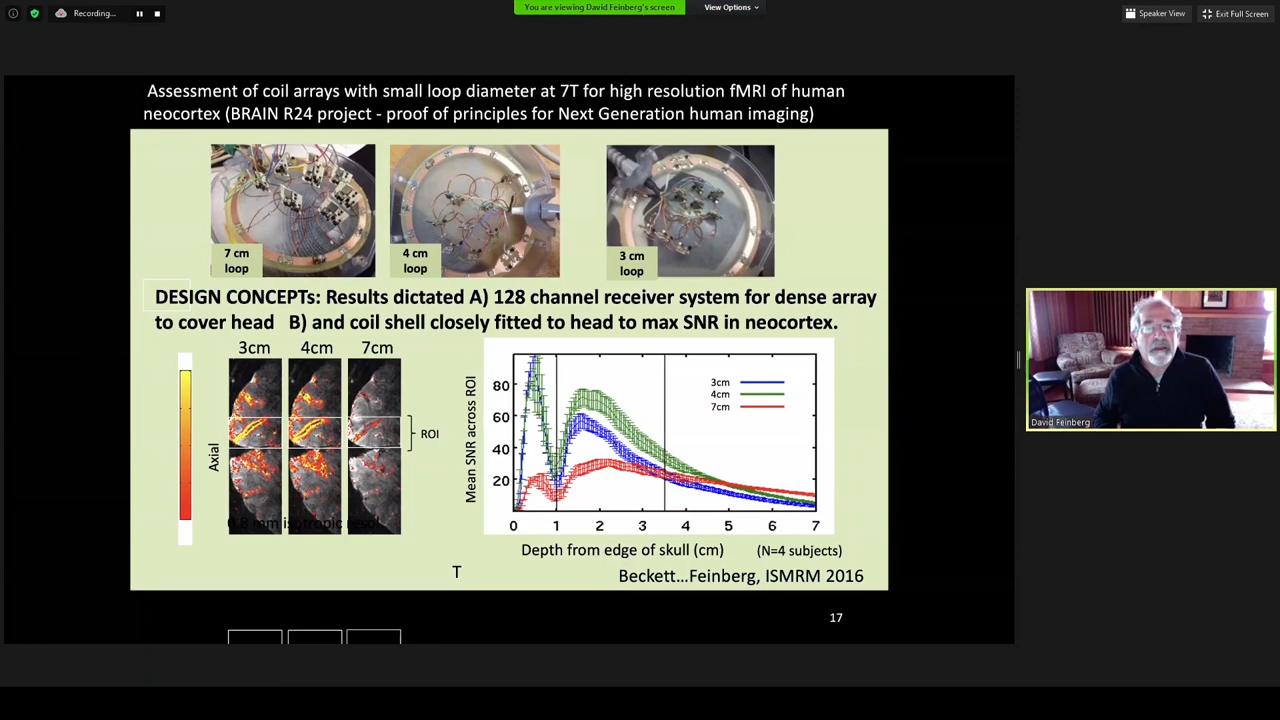 Recording...
You are viewing David Feinberg's screen
View Options
Speaker View
Exit Full Screen
Assessment of coil arrays with small loop diameter at 7T for high resolution fMRI of human
neocortex (BRAIN R24 project - proof of principles for Next Generation human imaging)
7 cm
loop
4 cm
loop
3 cm
loop
DESIGN CONCEPTs: Results dictated A) 128 channel receiver system for dense array
to cover head B) and coil shell closely fitted to head to max SNR in neocortex.
3cm 4cm 7cm
Axial
ROI
0.8 mm isotropic resol
Mean SNR across ROI
80
60
40
20
3cm
4cm
7cm
0 1 2 3 4 5 6 7
Depth from edge of skull (cm) (N=4 subjects)
T
Beckett...Feinberg, ISMRM 2016
17
David Feinberg